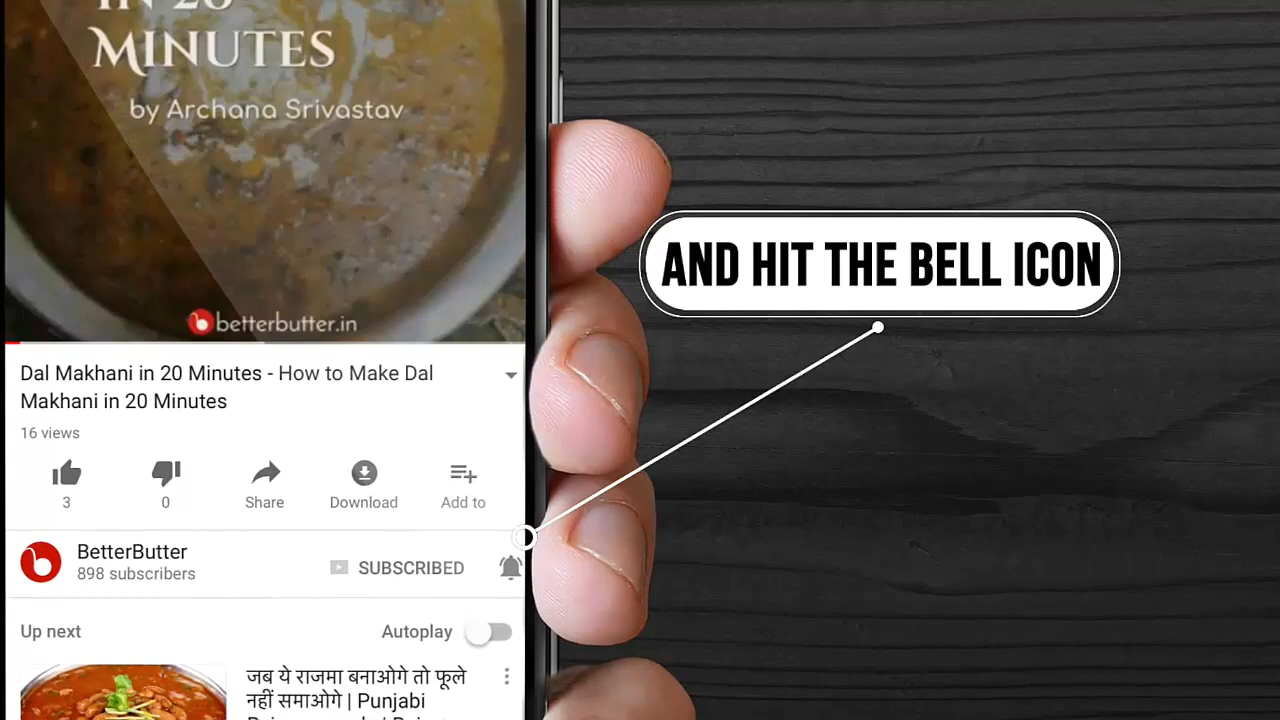 IN 20
MINUTES
by Archana Srivastav
betterbutter.in
Dal Makhani in 20 Minutes - How to Make Dal
Makhani in 20 Minutes
16 views
3
0
Share
Download
Add to
BetterButter
898 subscribers
SUBSCRIBED
Up next
Autoplay
जब ये राजमा बनाओगे तो फूले
नहीं समाओगे | Punjabi
AND HIT THE BELL ICON